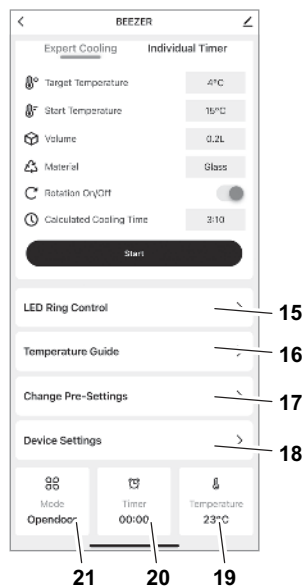 BEEZER
Expert Cooling Individual Timer
Target Temperature 4°C
Start Temperature 15°C
Volume 0.2L
Material Glass
Rotation On/Off
Calculated Cooling Time 3:10
Start
LED Ring Control 15
Temperature Guide 16
Change Pre-Settings 17
Device Settings 18
Mode Timer Temperature
Opendoor 00:00 23°C
21 20 19